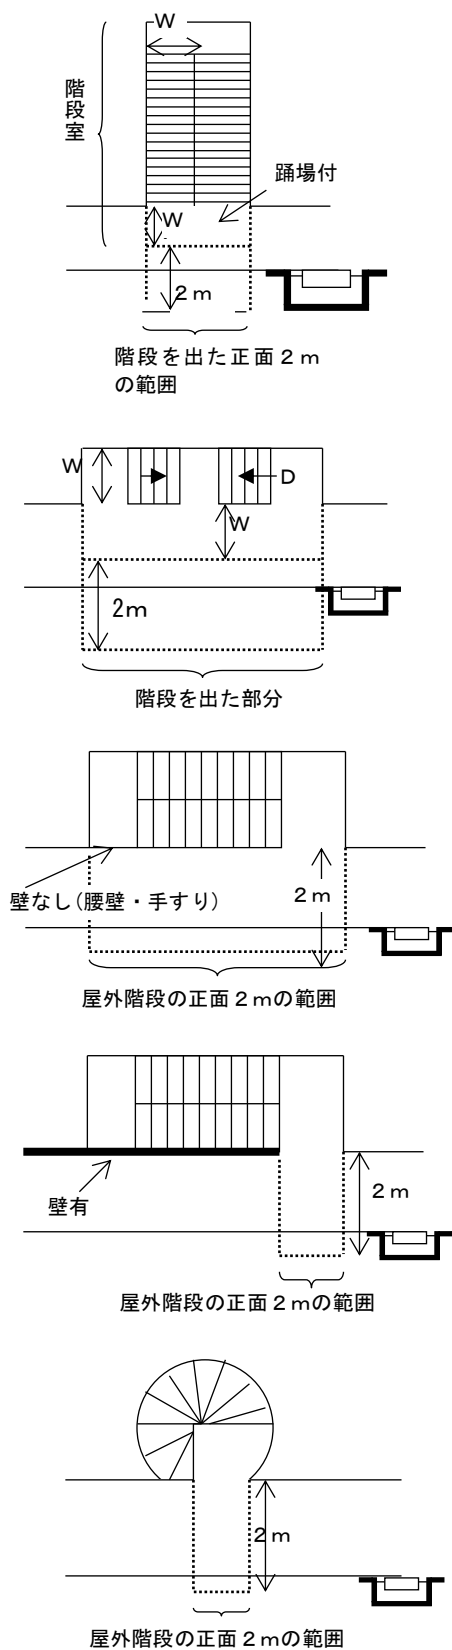 W
階段室
踊場付
W
2m
階段を出た正面2m
の範囲
W
D
W
2m
階段を出た部分
壁なし(腰壁・手すり)
2m
屋外階段の正面2mの範囲
2m
壁有
屋外階段の正面2mの範囲
2m
屋外階段の正面2mの範囲